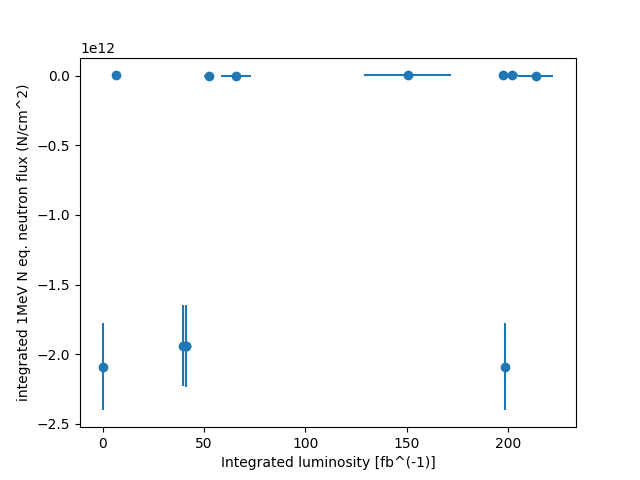 1e12
0.0
−0.5
−1.0
−1.5
−2.0
−2.5
integrated 1MeV N eq. neutron flux (N/cm^2)
0 50 100 150 200
Integrated luminosity [fb^(-1)]